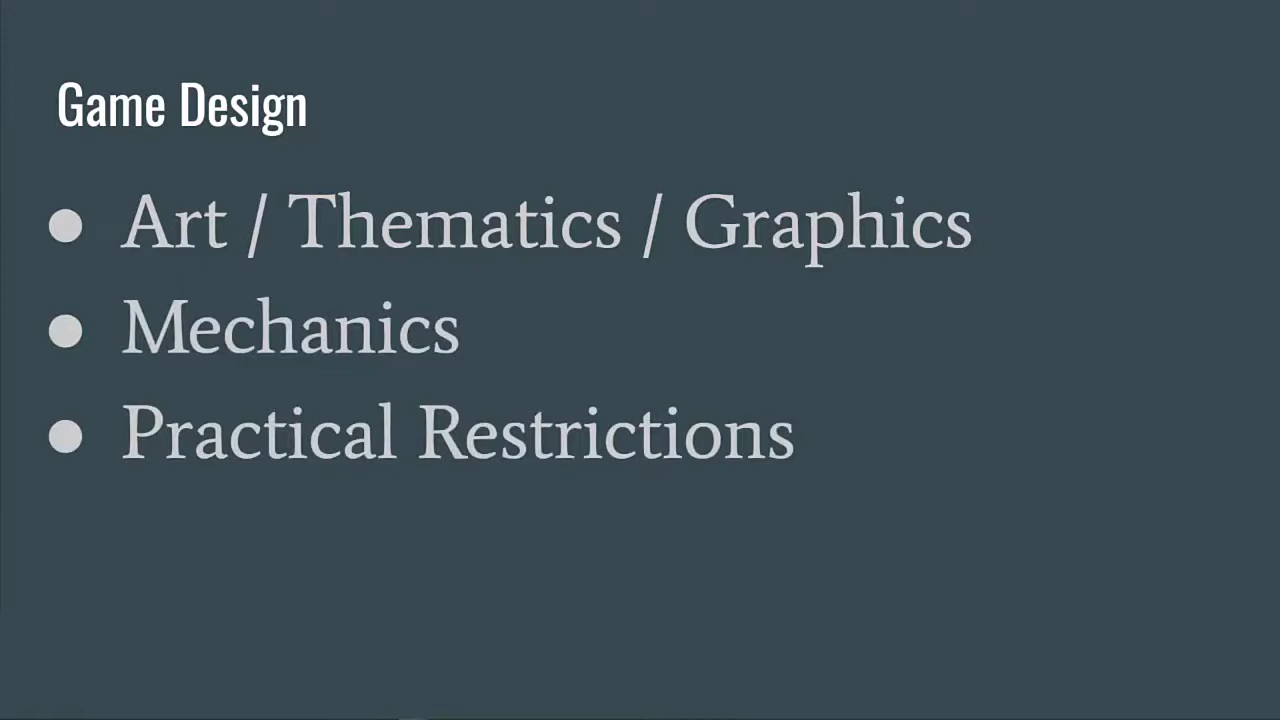 Game Design
● Art / Thematics / Graphics
● Mechanics
● Practical Restrictions